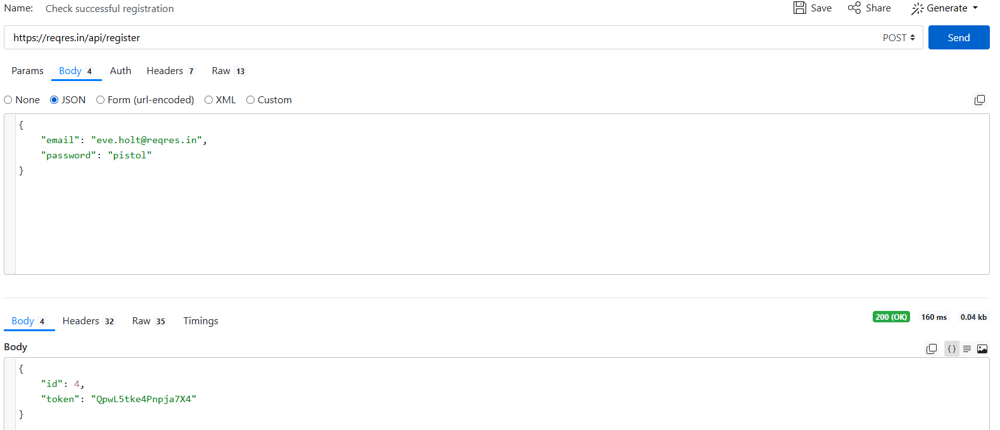 Name: Check successful registration Save Share Generate
https://reqres.in/api/register POST Send
Params Body 4 Auth Headers 7 Raw 13
None JSON Form (url-encoded) XML Custom
{
"email": "eve.holt@reqres.in",
"password": "pistol"
}
Body 4 Headers 32 Raw 35 Timings 200 (OK) 160 ms 0.04 kb
Body {}
{
"id": 4,
"token": "QpwL5tke4Pnpja7X4"
}